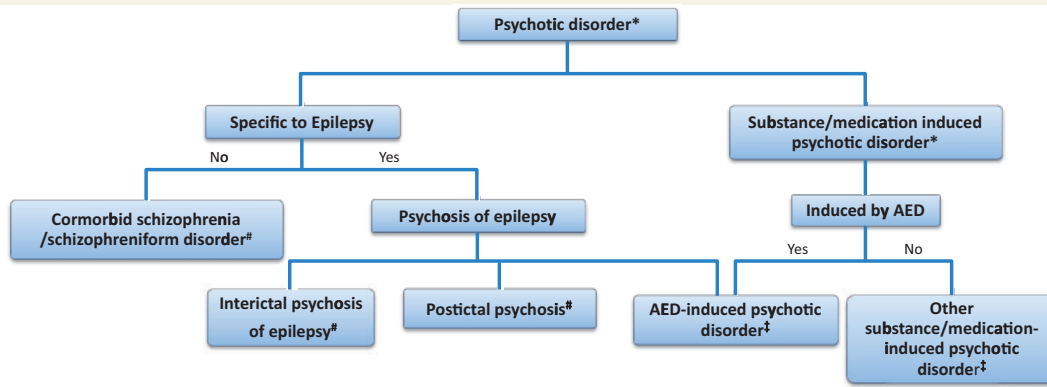 Psychotic disorder*
Specific to Epilepsy
Substance/medication induced
psychotic disorder*
No
Yes
Cormorbid schizophrenia
/schizophreniform disorder#
Psychosis of epilepsy
Induced by AED
Yes
No
Interictal psychosis
of epilepsy#
Postictal psychosis#
AED-induced psychotic
disorder‡
Other
substance/medication-
induced psychotic
disorder‡